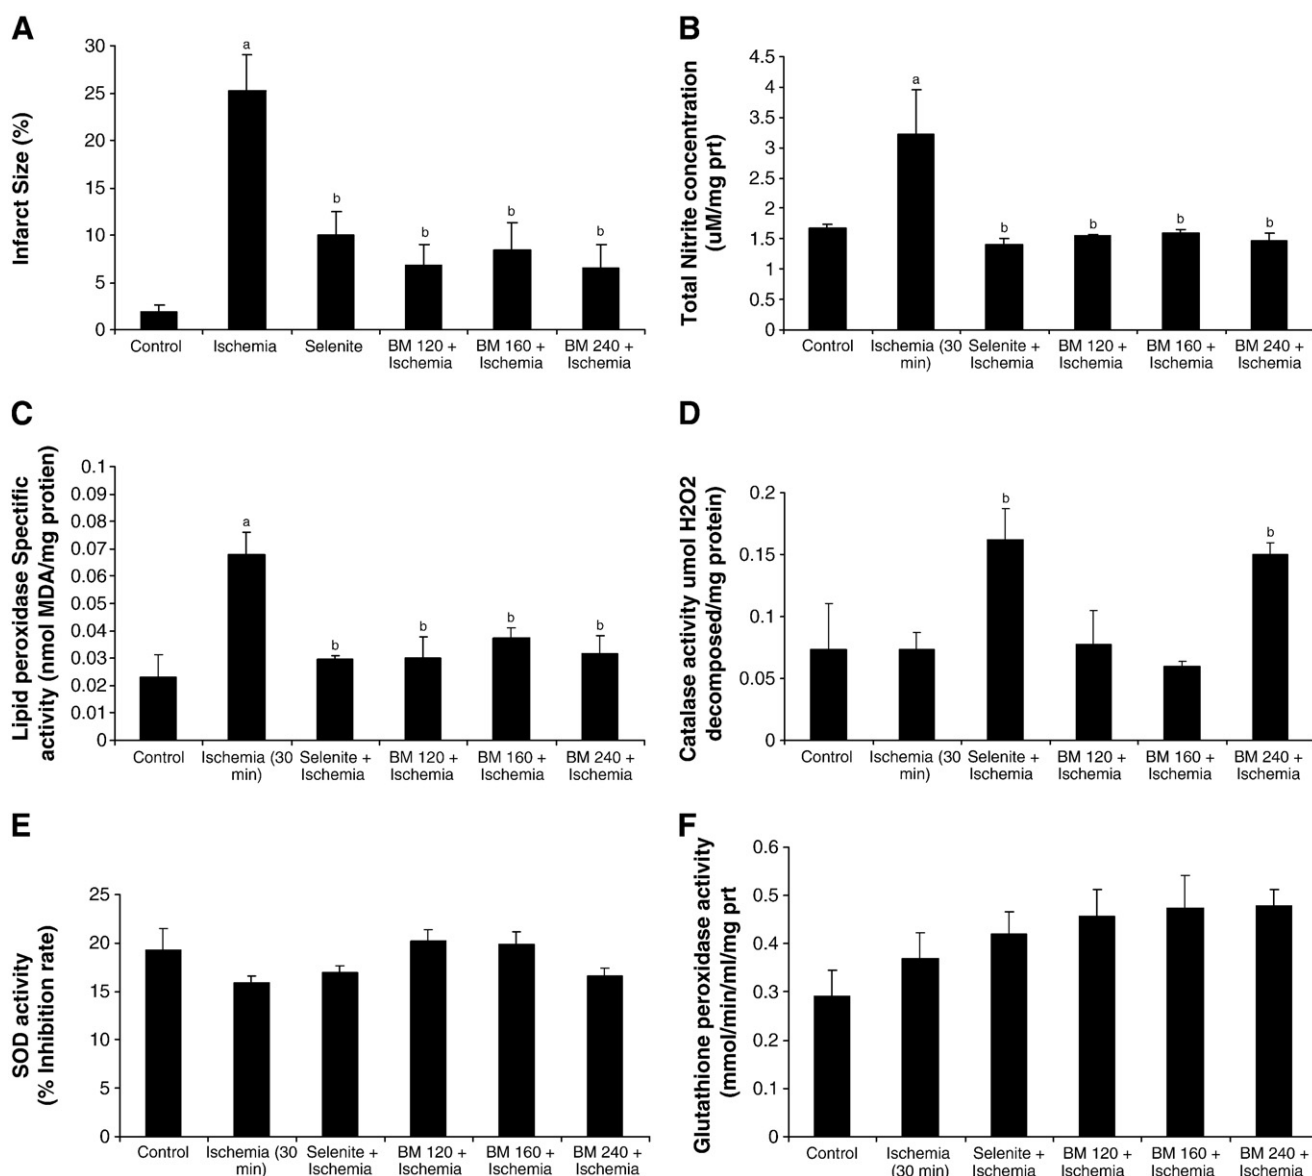 A
Infarct Size (%)
30
25
20
15
10
5
0
a
b
b
b
b
Control
Ischemia
Selenite
BM 120 +
Ischemia
BM 160 +
Ischemia
BM 240 +
Ischemia
B
Total Nitrite concentration
(uM/mg prt)
4.5
4
3.5
3
2.5
2
1.5
1
0.5
0
a
b
b
b
b
Control
Ischemia (30
min)
Selenite +
Ischemia
BM 120 +
Ischemia
BM 160 +
Ischemia
BM 240 +
Ischemia
C
Lipid peroxidase Spectific
activity (nmol MDA/mg protien)
0.1
0.09
0.08
0.07
0.06
0.05
0.04
0.03
0.02
0.01
0
a
b
b
b
b
Control
Ischemia (30
min)
Selenite +
Ischemia
BM 120 +
Ischemia
BM 160 +
Ischemia
BM 240 +
Ischemia
D
Catalase activity umol H2O2
decomposed/mg protein)
0.2
0.15
0.1
0.05
0
b
b
Control
Ischemia (30
min)
Selenite +
Ischemia
BM 120 +
Ischemia
BM 160 +
Ischemia
BM 240 +
Ischemia
E
SOD activity
(% Inhibition rate)
25
20
15
10
5
0
Control
Ischemia (30
min)
Selenite +
Ischemia
BM 120 +
Ischemia
BM 160 +
Ischemia
BM 240 +
Ischemia
F
Glutathione peroxidase activity
(mmol/min/ml/mg prt
0.6
0.5
0.4
0.3
0.2
0.1
0
Control
Ischemia
(30 min)
Selenite +
Ischemia
BM 120 +
Ischemia
BM 160 +
Ischemia
BM 240 +
Ischemia